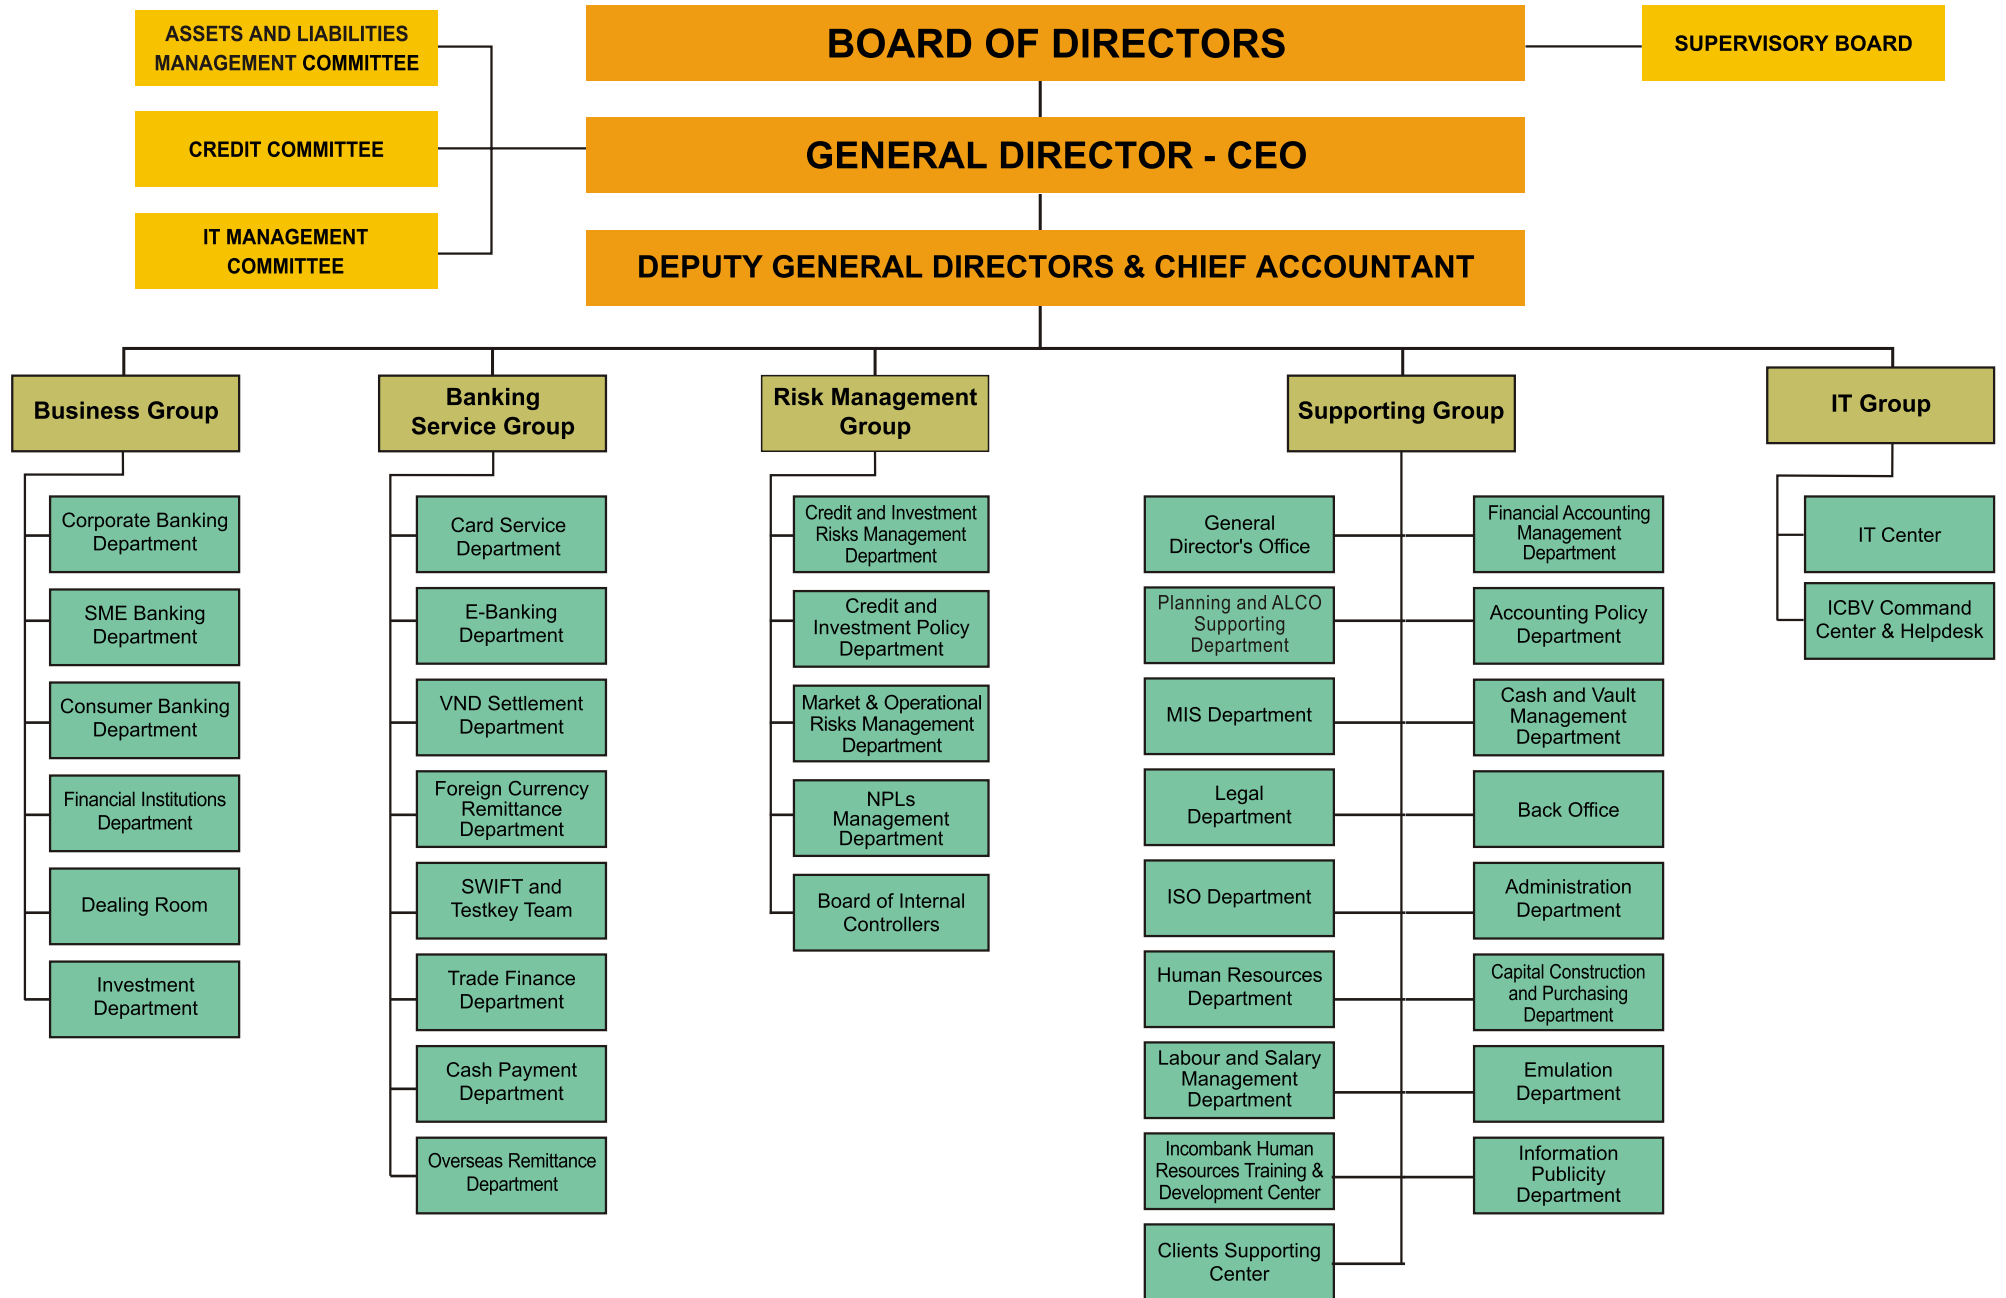 ASSETS AND LIABILITIES
MANAGEMENT COMMITTEE
BOARD OF DIRECTORS
SUPERVISORY BOARD
CREDIT COMMITTEE
GENERAL DIRECTOR - CEO
IT MANAGEMENT
COMMITTEE
DEPUTY GENERAL DIRECTORS & CHIEF ACCOUNTANT
Business Group
Corporate Banking
Department
SME Banking
Department
Consumer Banking
Department
Financial Institutions
Department
Dealing Room
Investment
Department
Banking
Service Group
Card Service
Department
E-Banking
Department
VND Settlement
Department
Foreign Currency
Remittance
Department
SWIFT and
Testkey Team
Trade Finance
Department
Cash Payment
Department
Overseas Remittance
Department
Risk Management
Group
Credit and Investment
Risks Management
Department
Credit and
Investment Policy
Department
Market & Operational
Risks Management
Department
NPLs
Management
Department
Board of Internal
Controllers
Supporting Group
General
Director's Office
Planning and ALCO
Supporting
Department
MIS Department
Legal
Department
ISO Department
Human Resources
Department
Labour and Salary
Management
Department
Incombank Human
Resources Training &
Development Center
Clients Supporting
Center
Financial Accounting
Management
Department
Accounting Policy
Department
Cash and Vault
Management
Department
Back Office
Administration
Department
Capital Construction
and Purchasing
Department
Emulation
Department
Information
Publicity
Department
IT Group
IT Center
ICBV Command
Center & Helpdesk